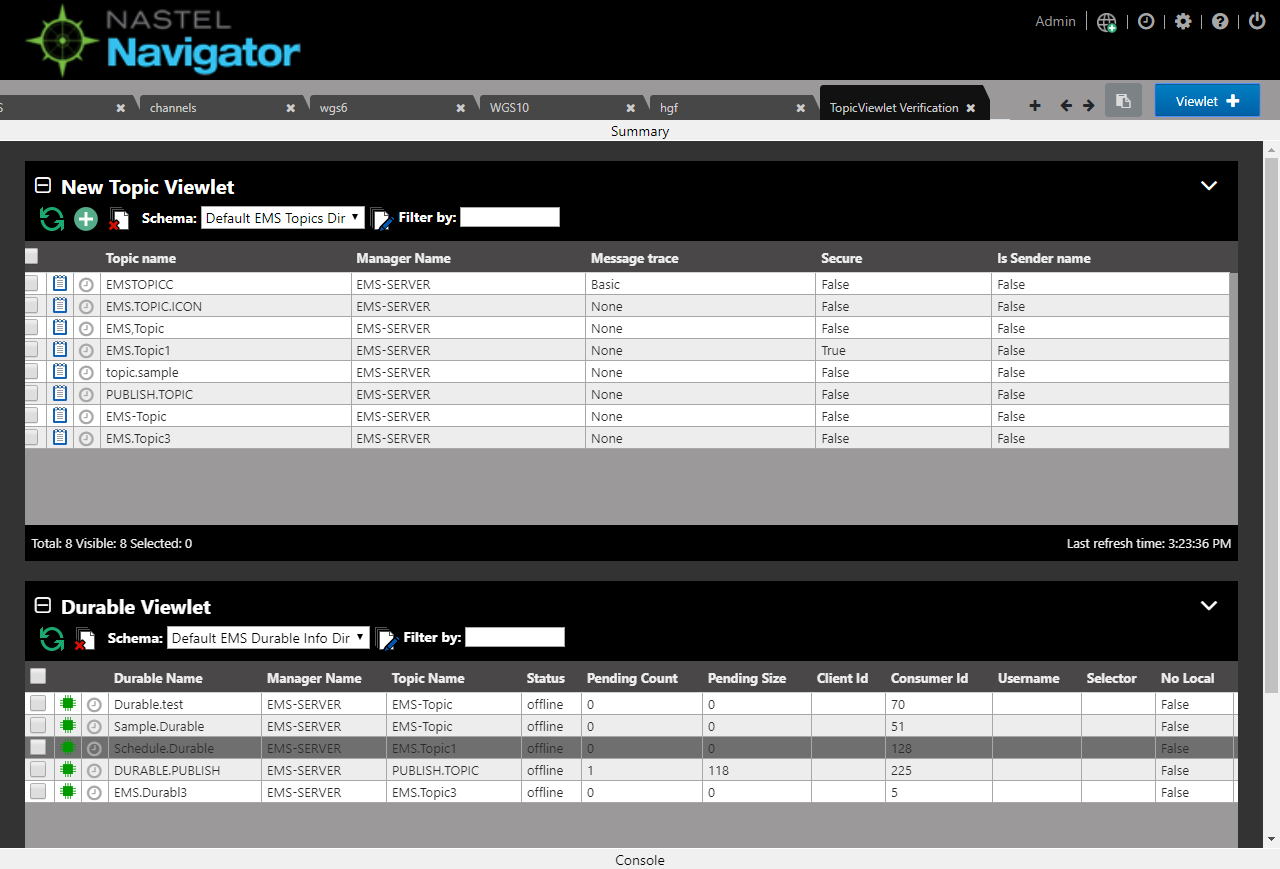 NASTEL
Navigator
Admin
S channels wgs6 WGS10 hgf TopicViewlet Verification Viewlet
Summary
New Topic Viewlet
Schema: Default EMS Topics Dir Filter by:
Topic name Manager Name Message trace Secure Is Sender name
EMSTOPICC EMS-SERVER Basic False False
EMS.TOPIC.ICON EMS-SERVER None False False
EMS,Topic EMS-SERVER None False False
EMS.Topic1 EMS-SERVER None True False
topic.sample EMS-SERVER None False False
PUBLISH.TOPIC EMS-SERVER None False False
EMS-Topic EMS-SERVER None False False
EMS.Topic3 EMS-SERVER None False False
Total: 8 Visible: 8 Selected: 0 Last refresh time: 3:23:36 PM
Durable Viewlet
Schema: Default EMS Durable Info Dir Filter by:
Durable Name Manager Name Topic Name Status Pending Count Pending Size Client Id Consumer Id Username Selector No Local
Durable.test EMS-SERVER EMS-Topic offline 0 0 70 False
Sample.Durable EMS-SERVER EMS-Topic offline 0 0 51 False
Schedule.Durable EMS-SERVER EMS.Topic1 offline 0 0 128 False
DURABLE.PUBLISH EMS-SERVER PUBLISH.TOPIC offline 1 118 225 False
EMS.Durabl3 EMS-SERVER EMS.Topic3 offline 0 0 5 False
Console